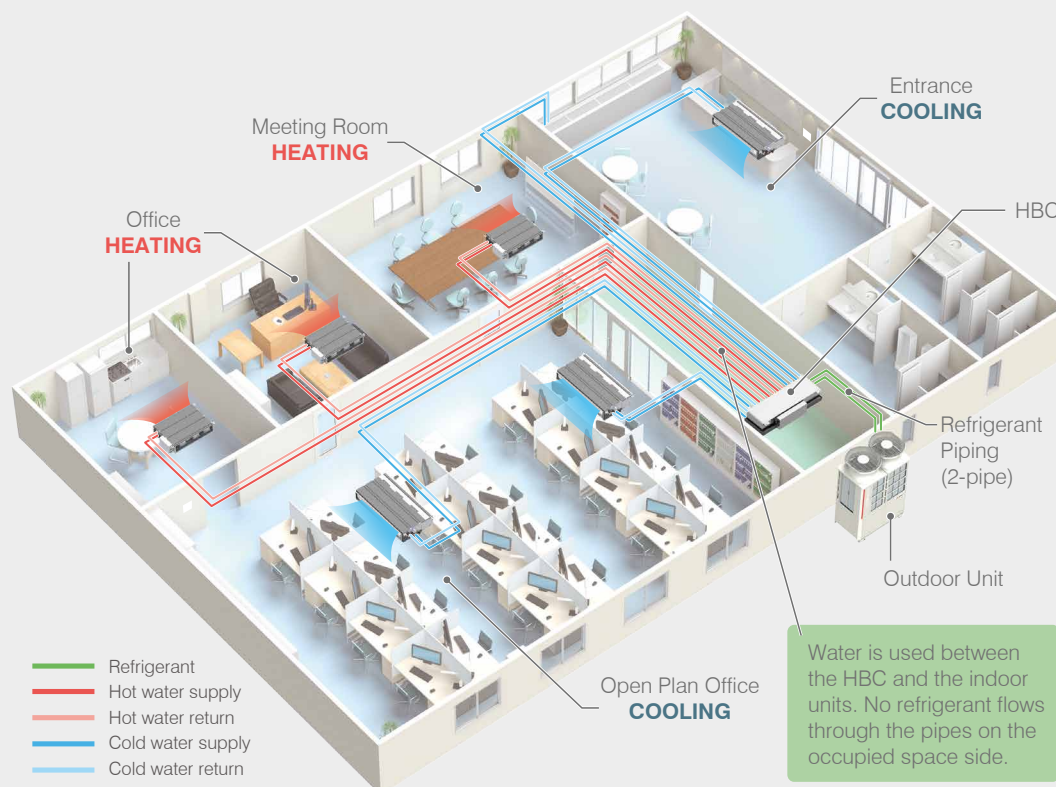 Entrance
COOLING
Meeting Room
HEATING
HBC
Office
HEATING
Refrigerant
Piping
(2-pipe)
Outdoor Unit
Water is used between
the HBC and the indoor
units. No refrigerant flows
through the pipes on the
occupied space side.
Open Plan Office
COOLING
Refrigerant
Hot water supply
Hot water return
Cold water supply
Cold water return